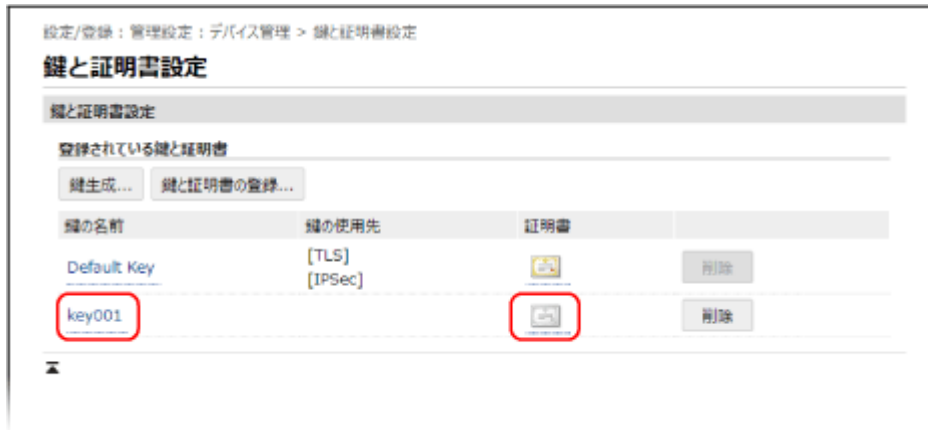 設定/登録 : 管理設定 : デバイス管理 > 鍵と証明書設定
鍵と証明書設定
鍵と証明書設定
登録されている鍵と証明書
鍵生成... 鍵と証明書の登録...
鍵の名前 鍵の使用先 証明書
Default Key [TLS] 削除
[IPSec]
key001 削除